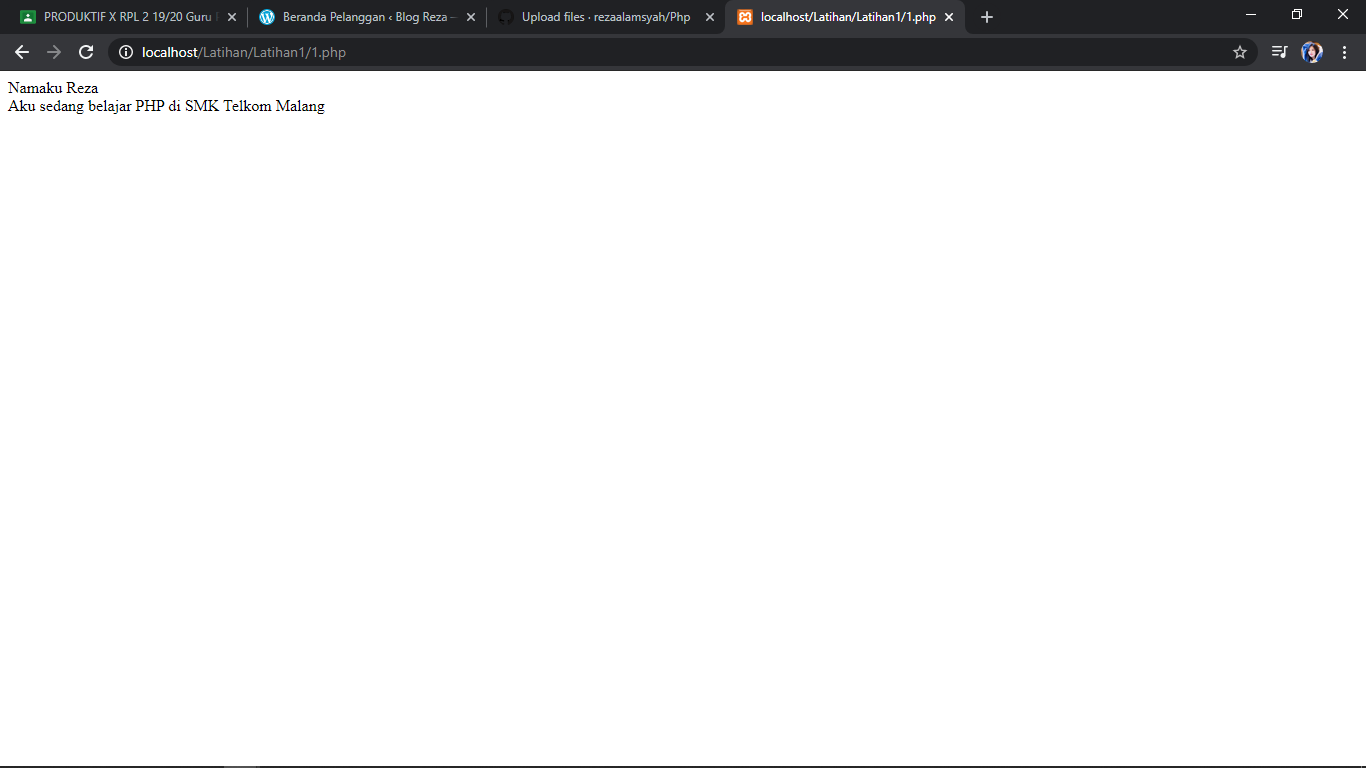 PRODUKTIF X RPL 2 19/20 Guru
Beranda Pelanggan ‹ Blog Reza —
Upload files · rezaalamsyah/Php
localhost/Latihan/Latihan1/1.php
localhost/Latihan/Latihan1/1.php
Namaku Reza
Aku sedang belajar PHP di SMK Telkom Malang